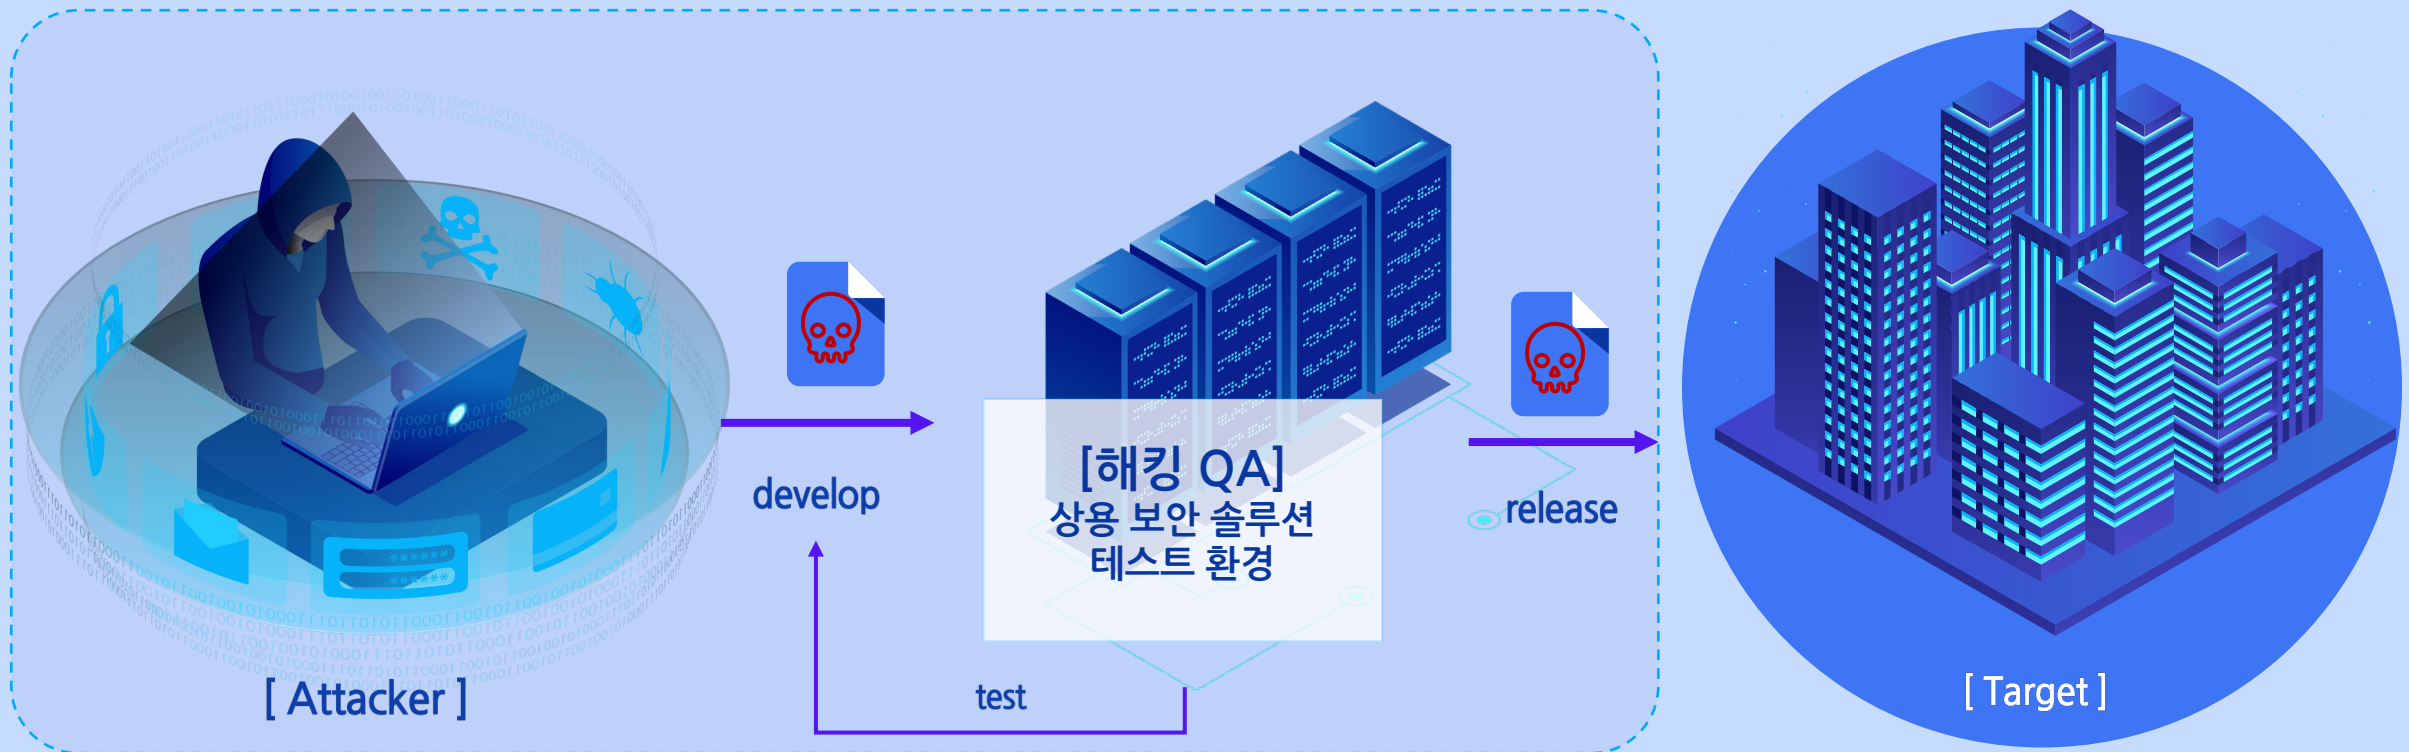 develop
[해킹 QA]
상용 보안 솔루션
테스트 환경
release
test
[ Attacker ]
[ Target ]